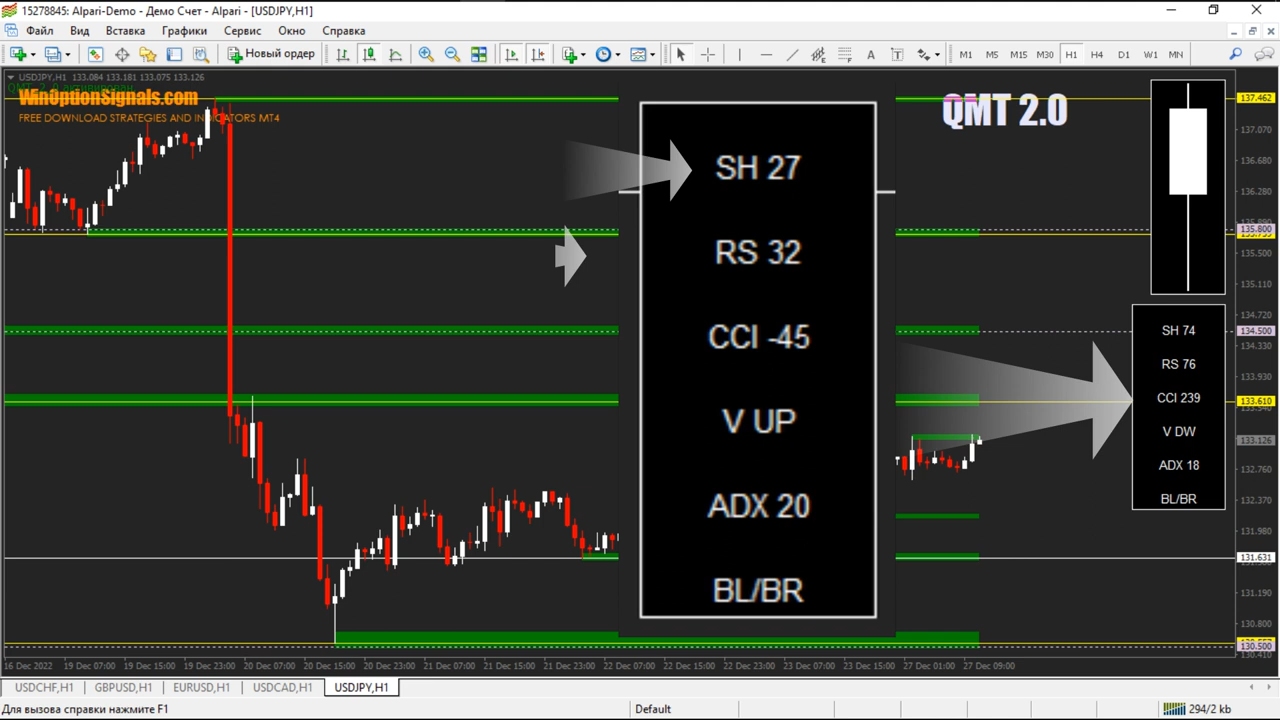 15278845: Alpari-Demo - Демо Счет - Alpari - [USDJPY,H1]
Файл Вид Вставка Графики Сервис Окно Справка
Новый ордер M1 M5 M15 M30 H1 H4 D1 W1 MN
USDJPY,H1 133.084 133.181 133.075 133.126
WinOptionSignals.com
FREE DOWNLOAD STRATEGIES AND INDICATORS MT4
QMT 2.0
SH 27
RS 32
CCI -45
V UP
ADX 20
BL/BR
SH 74
RS 76
CCI 239
V DW
ADX 18
BL/BR
137.462
137.070
136.680
136.280
135.800
135.500
135.110
134.720
134.500
134.330
133.930
133.610
133.126
132.760
132.370
131.980
131.631
131.190
130.800
130.500
16 Dec 2022 19 Dec 07:00 19 Dec 15:00 19 Dec 23:00 20 Dec 07:00 20 Dec 15:00 20 Dec 23:00 21 Dec 07:00 21 Dec 15:00 21 Dec 23:00 22 Dec 07:00 22 Dec 15:00 22 Dec 23:00 23 Dec 07:00 23 Dec 15:00 27 Dec 01:00 27 Dec 09:00
USDCHF,H1 GBPUSD,H1 EURUSD,H1 USDCAD,H1 USDJPY,H1
Для вызова справки нажмите F1 Default 294/2 kb